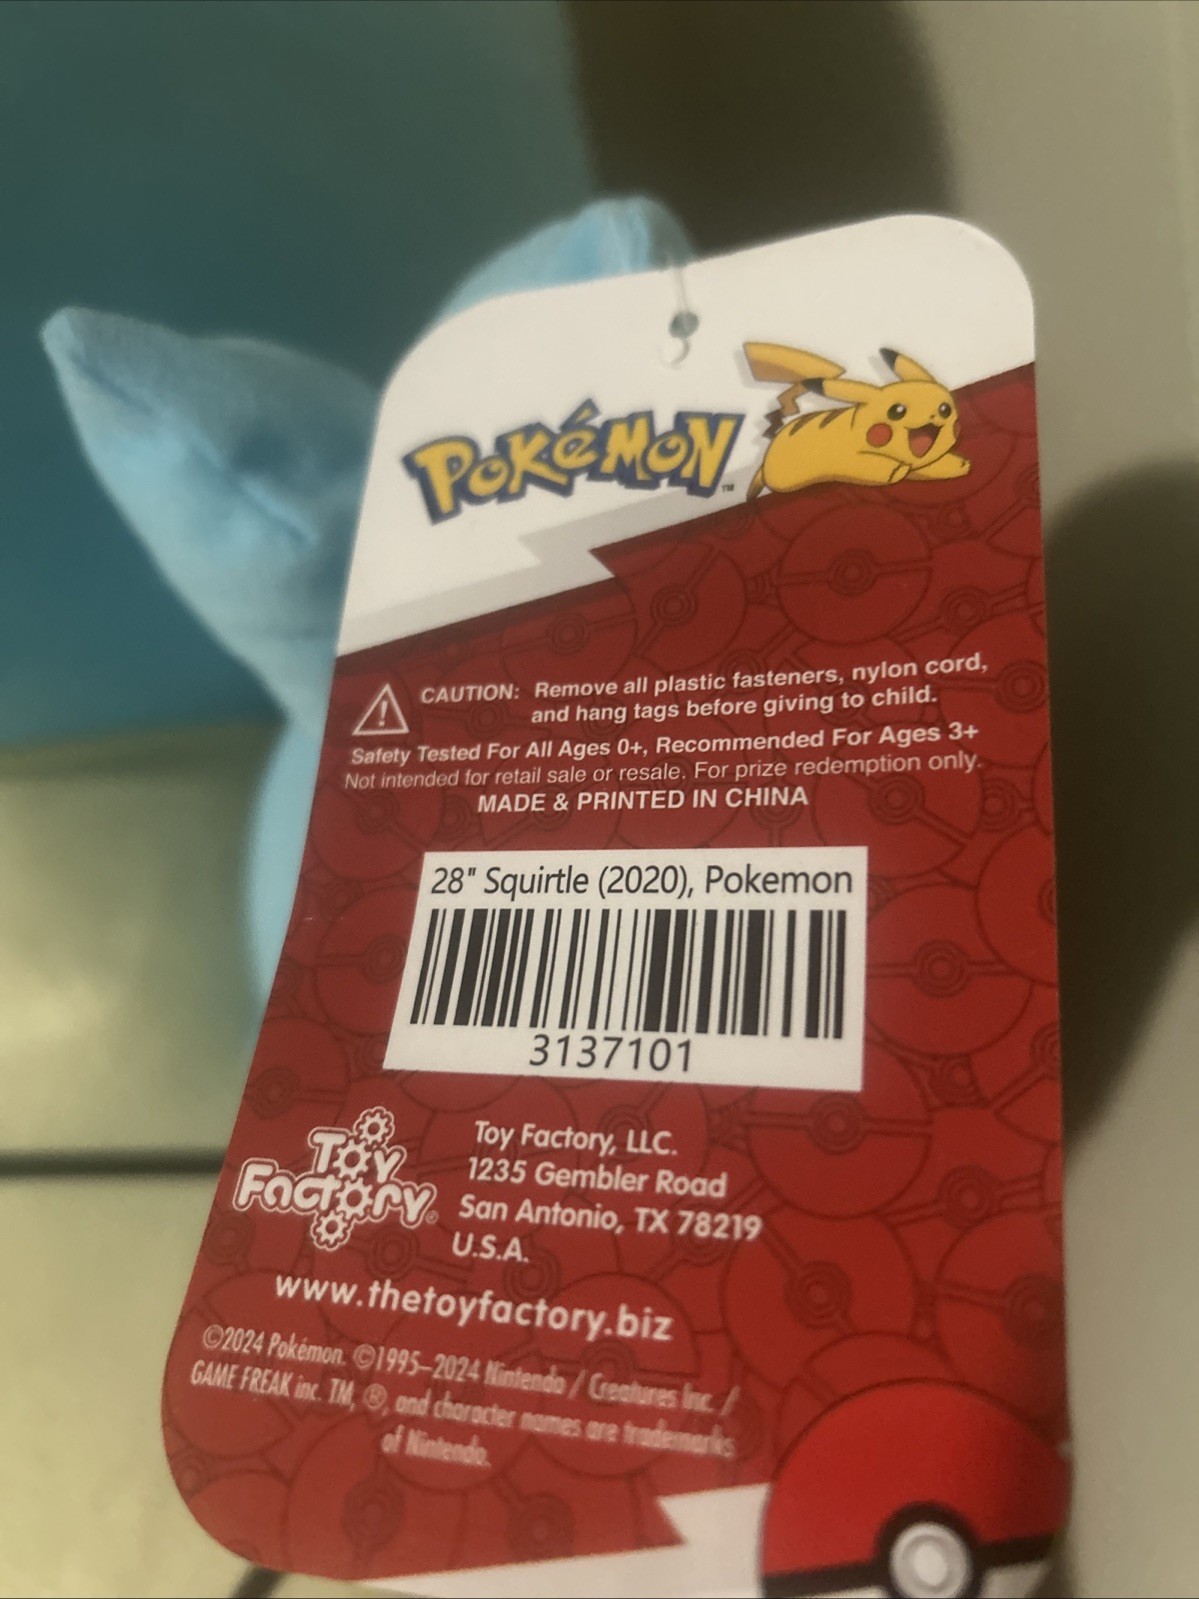 POKéMON™
CAUTION: Remove all plastic fasteners, nylon cord,
and hang tags before giving to child.
Safety Tested For All Ages 0+, Recommended For Ages 3+
Not intended for retail sale or resale. For prize redemption only.
MADE & PRINTED IN CHINA
28" Squirtle (2020), Pokemon
3137101
Toy Factory®
Toy Factory, LLC.
1235 Gembler Road
San Antonio, TX 78219
U.S.A.
www.thetoyfactory.biz
©2024 Pokémon. ©1995–2024 Nintendo / Creatures Inc. /
GAME FREAK inc. TM, ®, and character names are trademarks
of Nintendo.